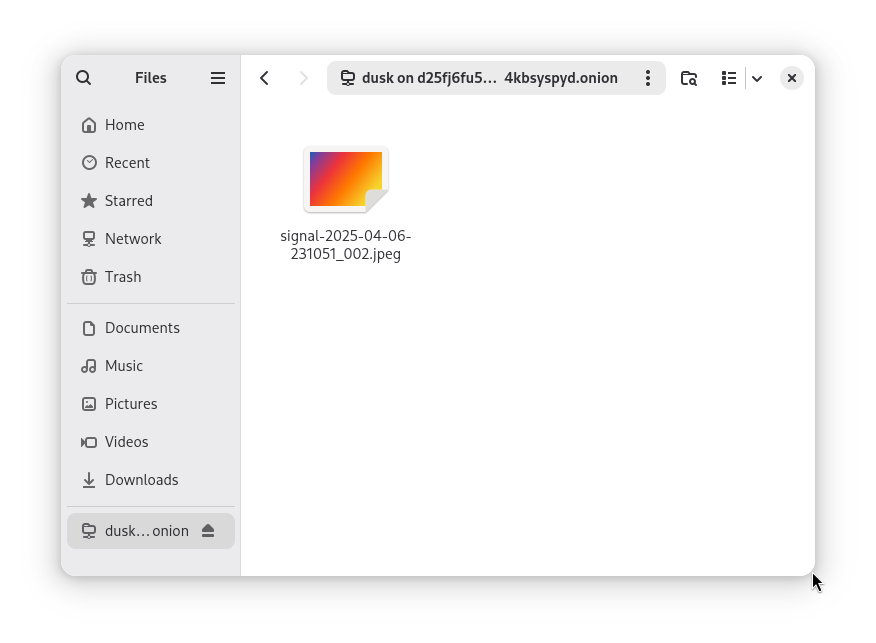 Files
dusk on d25fj6fu5… 4kbsyspyd.onion
Home
Recent
Starred
Network
Trash
Documents
Music
Pictures
Videos
Downloads
dusk…onion
signal-2025-04-06-
231051_002.jpeg